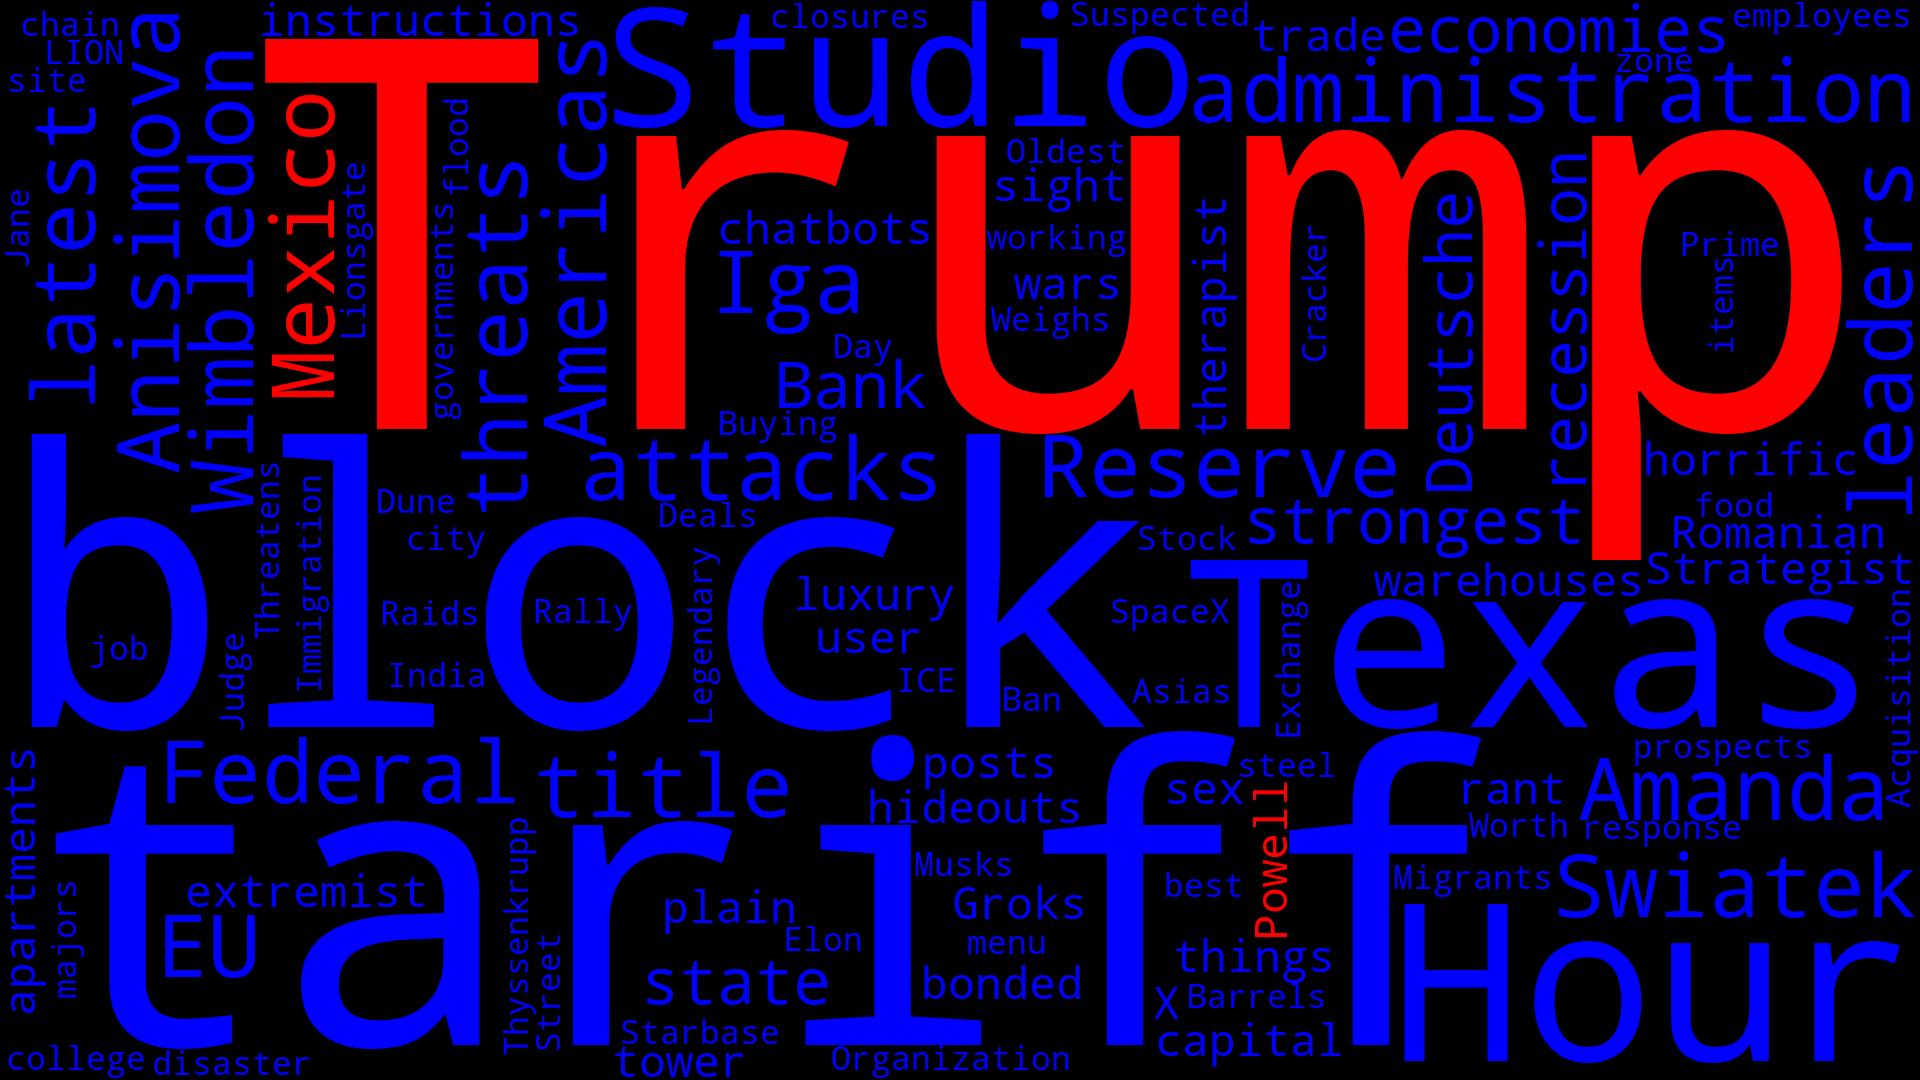 chain
LION
site
instructions
Studio
closures
Suspected
trade
economies
employees
zone
administration
latest
Jane
Anisimova
Wimbledon
Mexico
Trump
Lionsgate
governments
flood
threats
Americas
chatbots
Iga
Day
Bank
Buying
Oldest
sight
working
wars
Weighs
therapist
Cracker
Deutsche
recession
Prime
items
leaders
block
attacks
Reserve
horrific
food
strongest
Romanian
Threatens
Immigration
Dune
city
Deals
Stock
warehouses
Strategist
Texas
job
Judge
Raids
Rally
India
Legendary
luxury
user
ICE
Ban
SpaceX
Asias
Exchange
Acquisition
apartments
Federal
title
posts
hideouts
sex
steel
Powell
prospects
rant
Amanda
Worth
response
tariff
majors
extremist
EU
Thyssenkrupp
Street
plain
Elon
state
Musks
Groks
menu
bonded
best
Migrants
Swiatek
things
X
Barrels
capital
Hour
college
disaster
Starbase
tower
Organization